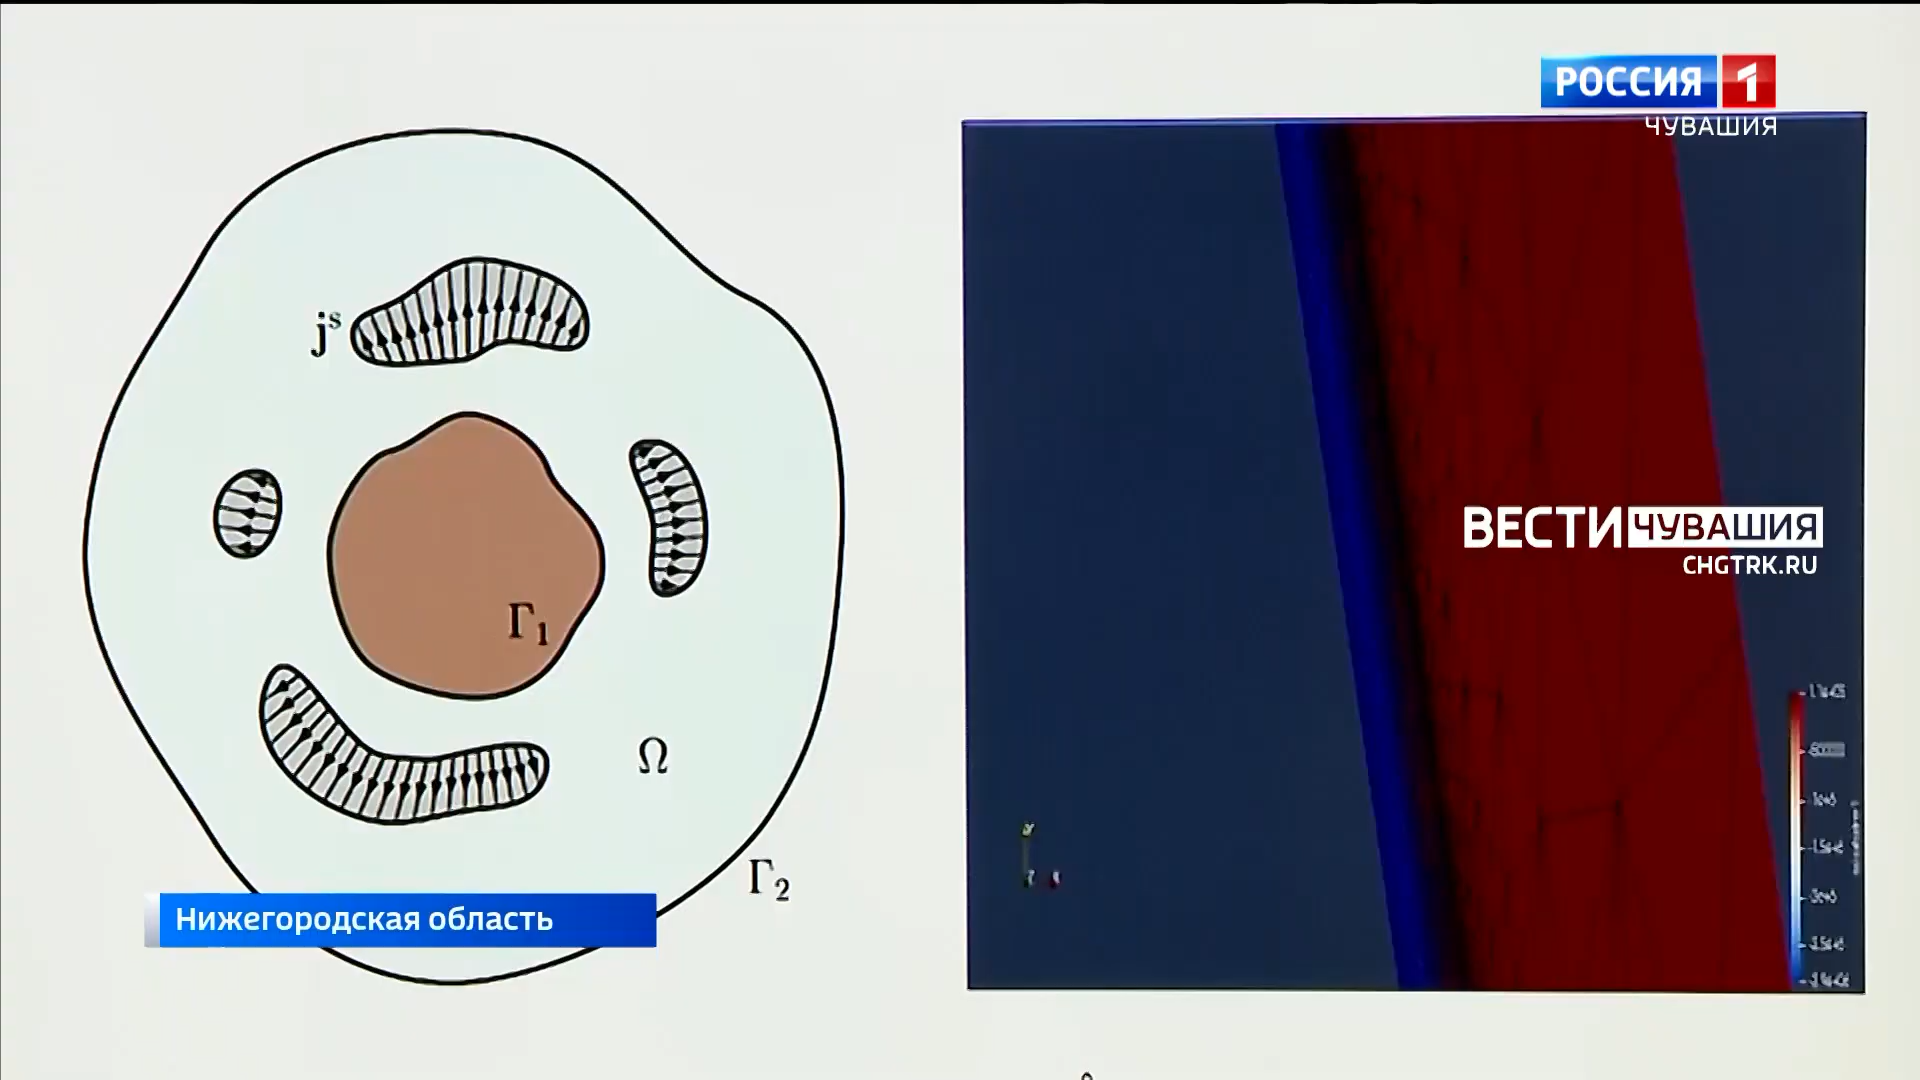 РОССИЯ 1
ЧУВАШИЯ
jˢ
ВЕСТИ ЧУВАШИЯ
CHGTRK.RU
Γ₁
Ω
Γ₂
Нижегородская область